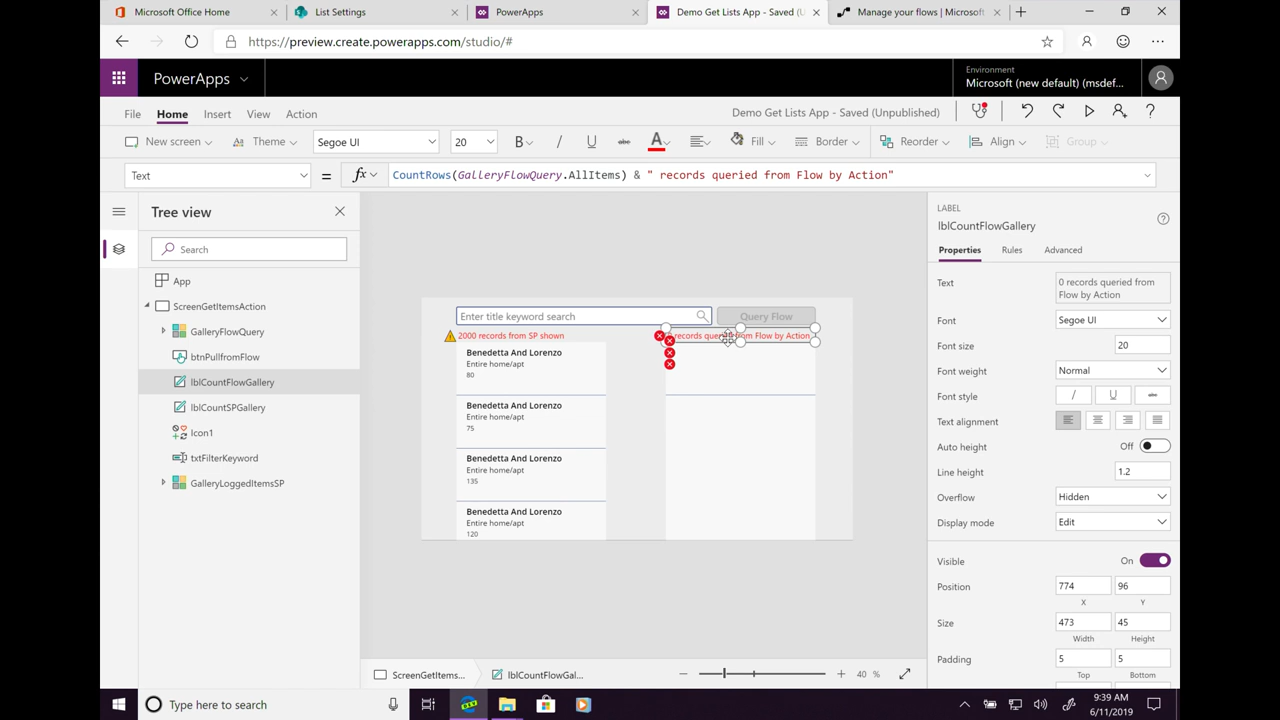 Microsoft Office Home
List Settings
PowerApps
Demo Get Lists App - Saved (U
Manage your flows | Microsoft
https://preview.create.powerapps.com/studio/#
PowerApps
Environment
Microsoft (new default) (msdef...
File
Home
Insert
View
Action
Demo Get Lists App - Saved (Unpublished)
New screen
Theme
Segoe UI
20
B
/
U
abc
A
Fill
Border
Reorder
Align
Group
Text
=
fx
CountRows(GalleryFlowQuery.AllItems) & " records queried from Flow by Action"
Tree view
Search
App
ScreenGetItemsAction
GalleryFlowQuery
btnPullfromFlow
lblCountFlowGallery
lblCountSPGallery
Icon1
txtFilterKeyword
GalleryLoggedItemsSP
Enter title keyword search
Query Flow
2000 records from SP shown
records queried from Flow by Action
Benedetta And Lorenzo
Entire home/apt
80
Benedetta And Lorenzo
Entire home/apt
75
Benedetta And Lorenzo
Entire home/apt
135
Benedetta And Lorenzo
Entire home/apt
120
LABEL
lblCountFlowGallery
Properties
Rules
Advanced
Text
0 records queried from
Flow by Action
Font
Segoe UI
Font size
20
Font weight
Normal
Font style
/
U
abc
Text alignment
Auto height
Off
Line height
1.2
Overflow
Hidden
Display mode
Edit
Visible
On
Position
774
96
X
Y
Size
473
45
Width
Height
Padding
5
5
Top
Bottom
ScreenGetItems...
lblCountFlowGal...
40 %
Type here to search
9:39 AM
6/11/2019